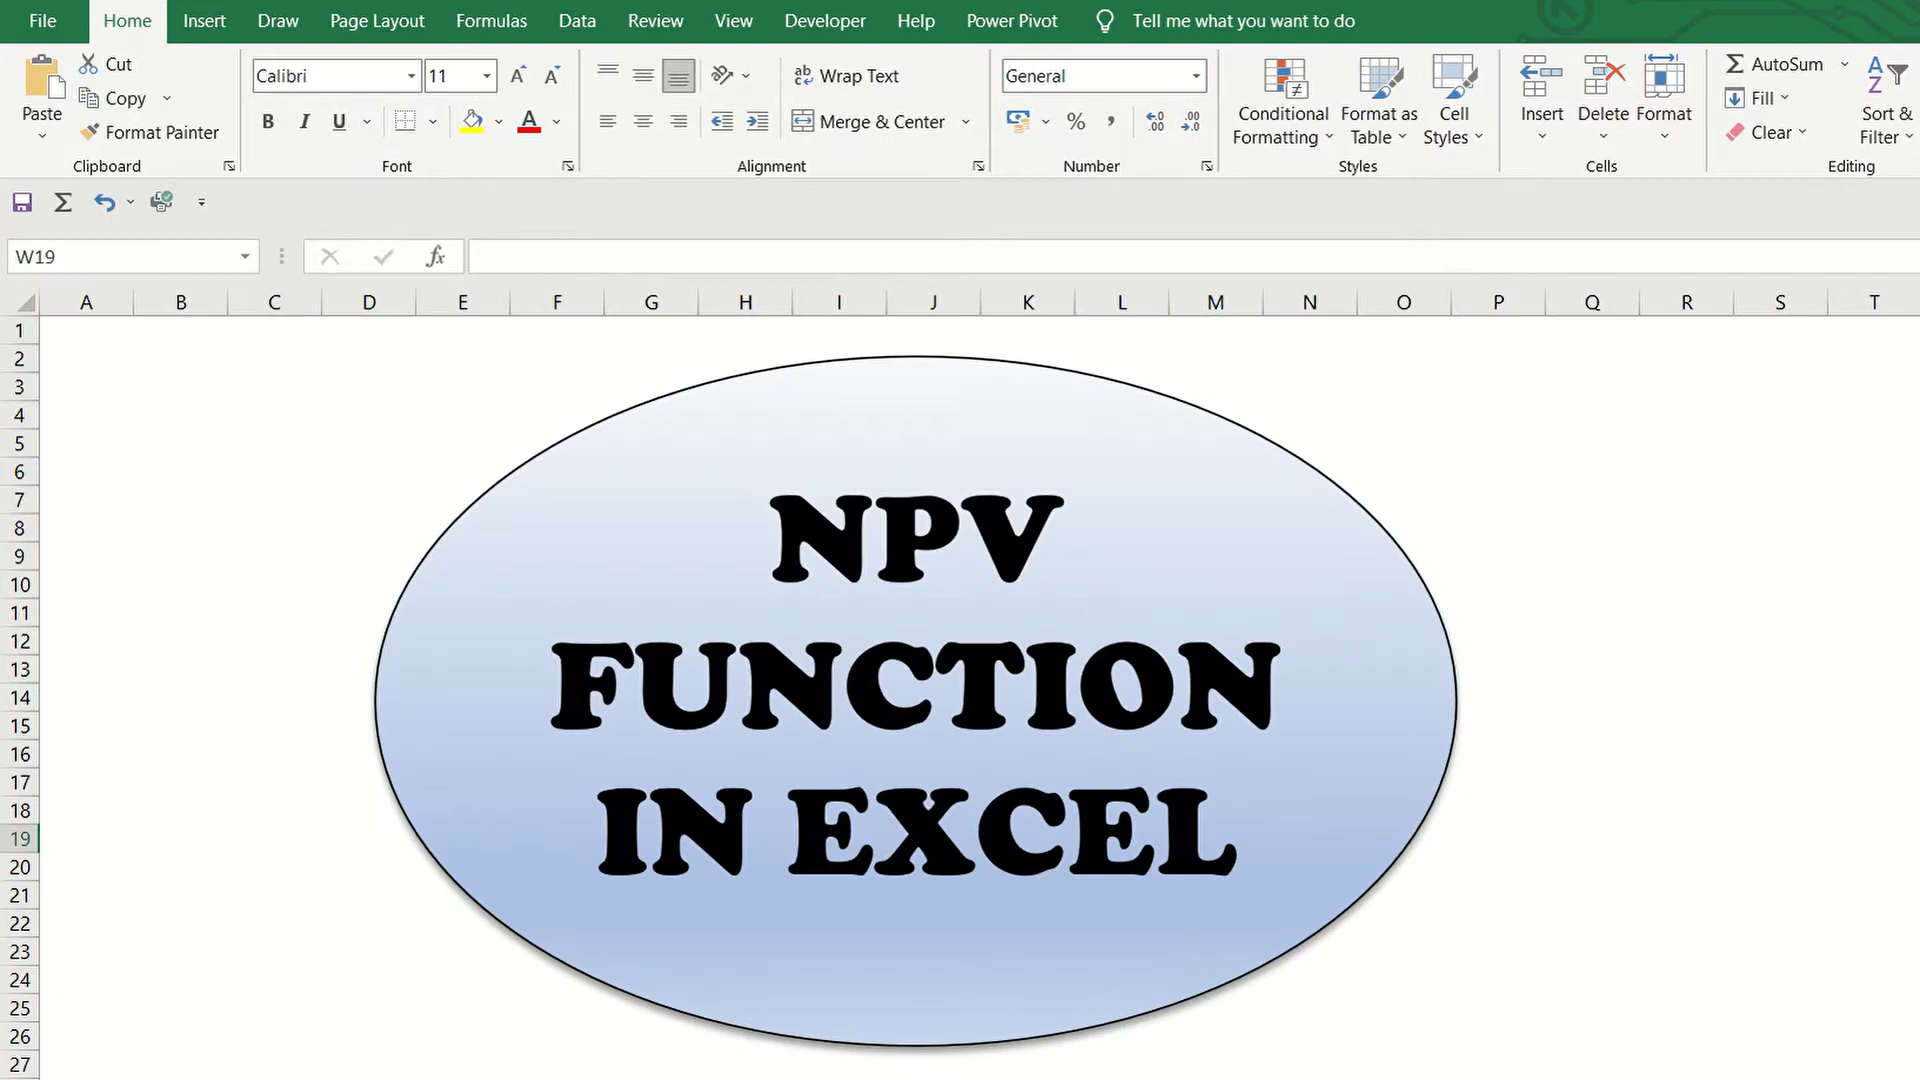 File Home Insert Draw Page Layout Formulas Data Review View Developer Help Power Pivot Tell me what you want to do
Paste
Cut
Copy
Format Painter
Clipboard
Calibri 11
B I U A
Font
ab Wrap Text
Merge & Center
Alignment
General
% ,
Number
Conditional Formatting
Format as Table
Cell Styles
Styles
Insert Delete Format
Cells
Σ AutoSum
Fill
Clear
Sort & Filter
Editing
W19
fx
A B C D E F G H I J K L M N O P Q R S T
1
2
3
4
5
6
7
8
9
10
11
12
13
14
15
16
17
18
19
20
21
22
23
24
25
26
27
NPV
FUNCTION
IN EXCEL